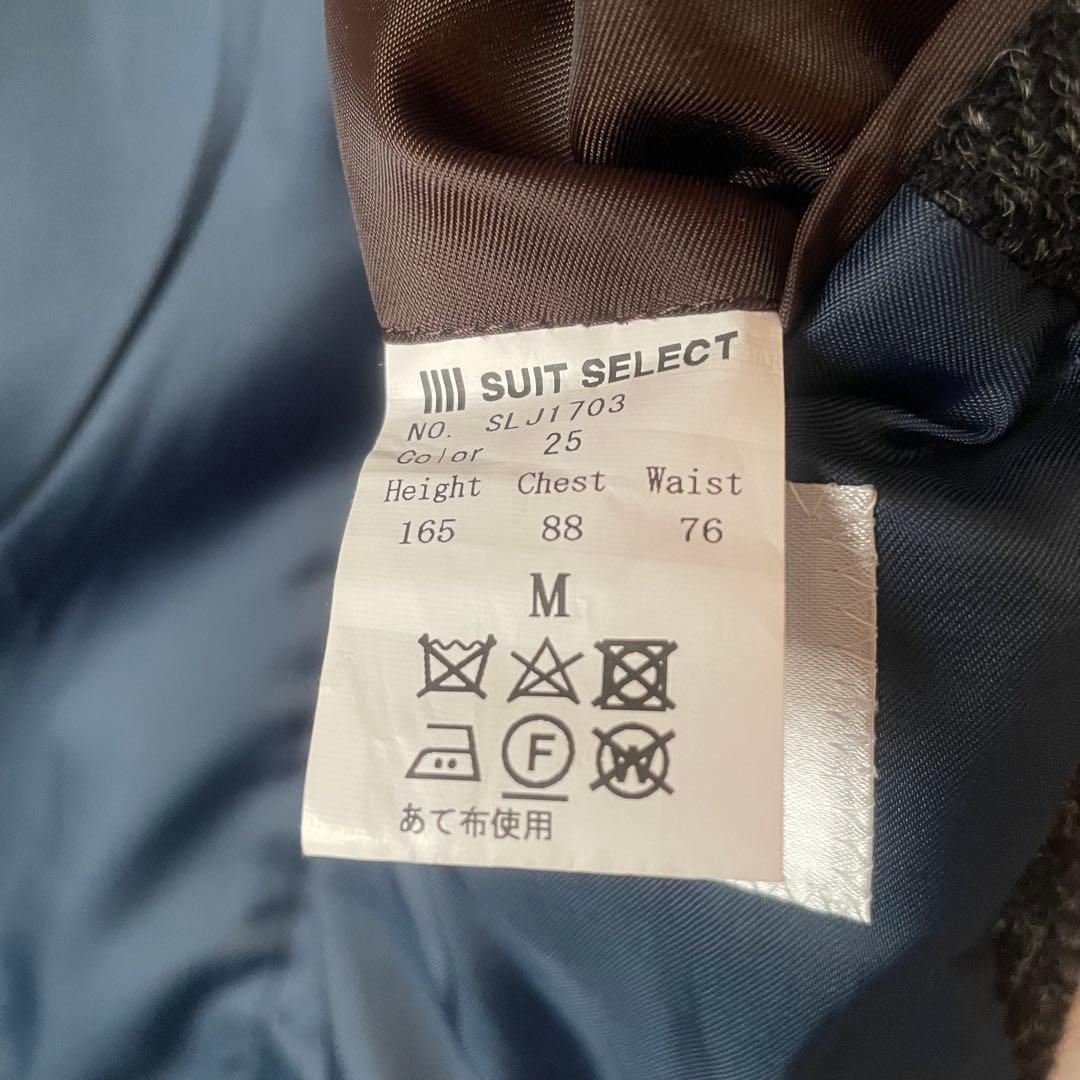 SUIT SELECT
NO. SLJ1703
Color 25
Height Chest Waist
165 88 76
M
F W
あて布使用